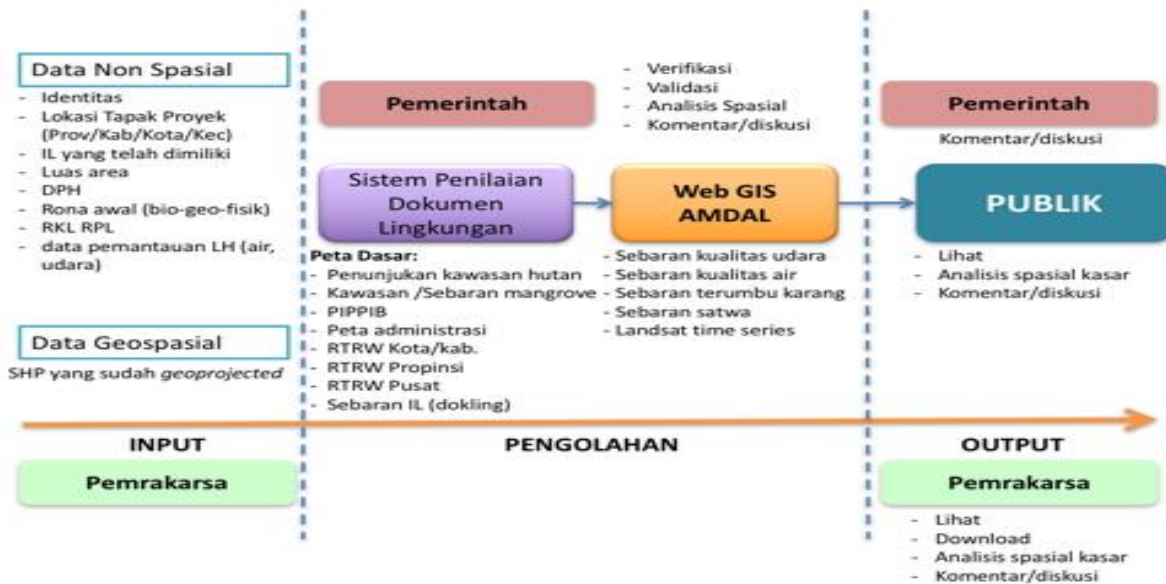 Data Non Spasial
- Identitas
- Lokasi Tapak Proyek
(Prov/Kab/Kota/Kec)
- IL yang telah dimiliki
- Luas area
- DPH
- Rona awal (bio-geo-fisik)
- RKL RPL
- data pemantauan LH (air,
udara)
Data Geospasial
SHP yang sudah geoprojected
Pemerintah
- Verifikasi
- Validasi
- Analisis Spasial
- Komentar/diskusi
Sistem Penilaian
Dokumen
Lingkungan
Web GIS
AMDAL
Peta Dasar:
- Penunjukan kawasan hutan
- Kawasan /Sebaran mangrove
- PIPPIB
- Peta administrasi
- RTRW Kota/kab.
- RTRW Propinsi
- RTRW Pusat
- Sebaran IL (dokling)
- Sebaran kualitas udara
- Sebaran kualitas air
- Sebaran terumbu karang
- Sebaran satwa
- Landsat time series
Pemerintah
Komentar/diskusi
PUBLIK
- Lihat
- Analisis spasial kasar
- Komentar/diskusi
INPUT
PENGOLAHAN
OUTPUT
Pemrakarsa
Pemrakarsa
- Lihat
- Download
- Analisis spasial kasar
- Komentar/diskusi